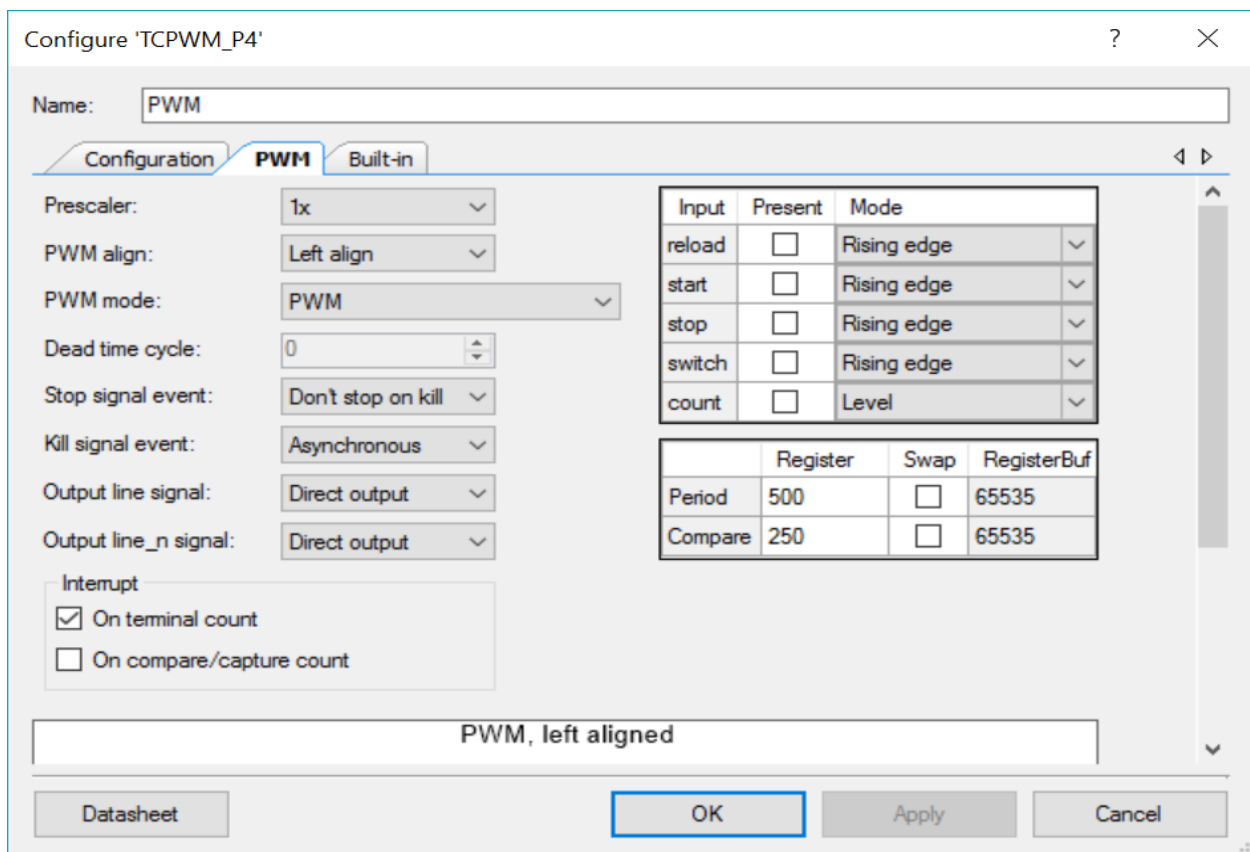 Configure 'TCPWM_P4'
?
Name: PWM
Configuration PWM Built-in
Prescaler: 1x
PWM align: Left align
PWM mode: PWM
Dead time cycle: 0
Stop signal event: Don't stop on kill
Kill signal event: Asynchronous
Output line signal: Direct output
Output line_n signal: Direct output
Interrupt
On terminal count
On compare/capture count
Input Present Mode
reload Rising edge
start Rising edge
stop Rising edge
switch Rising edge
count Level
Register Swap RegisterBuf
Period 500 65535
Compare 250 65535
PWM, left aligned
Datasheet OK Apply Cancel